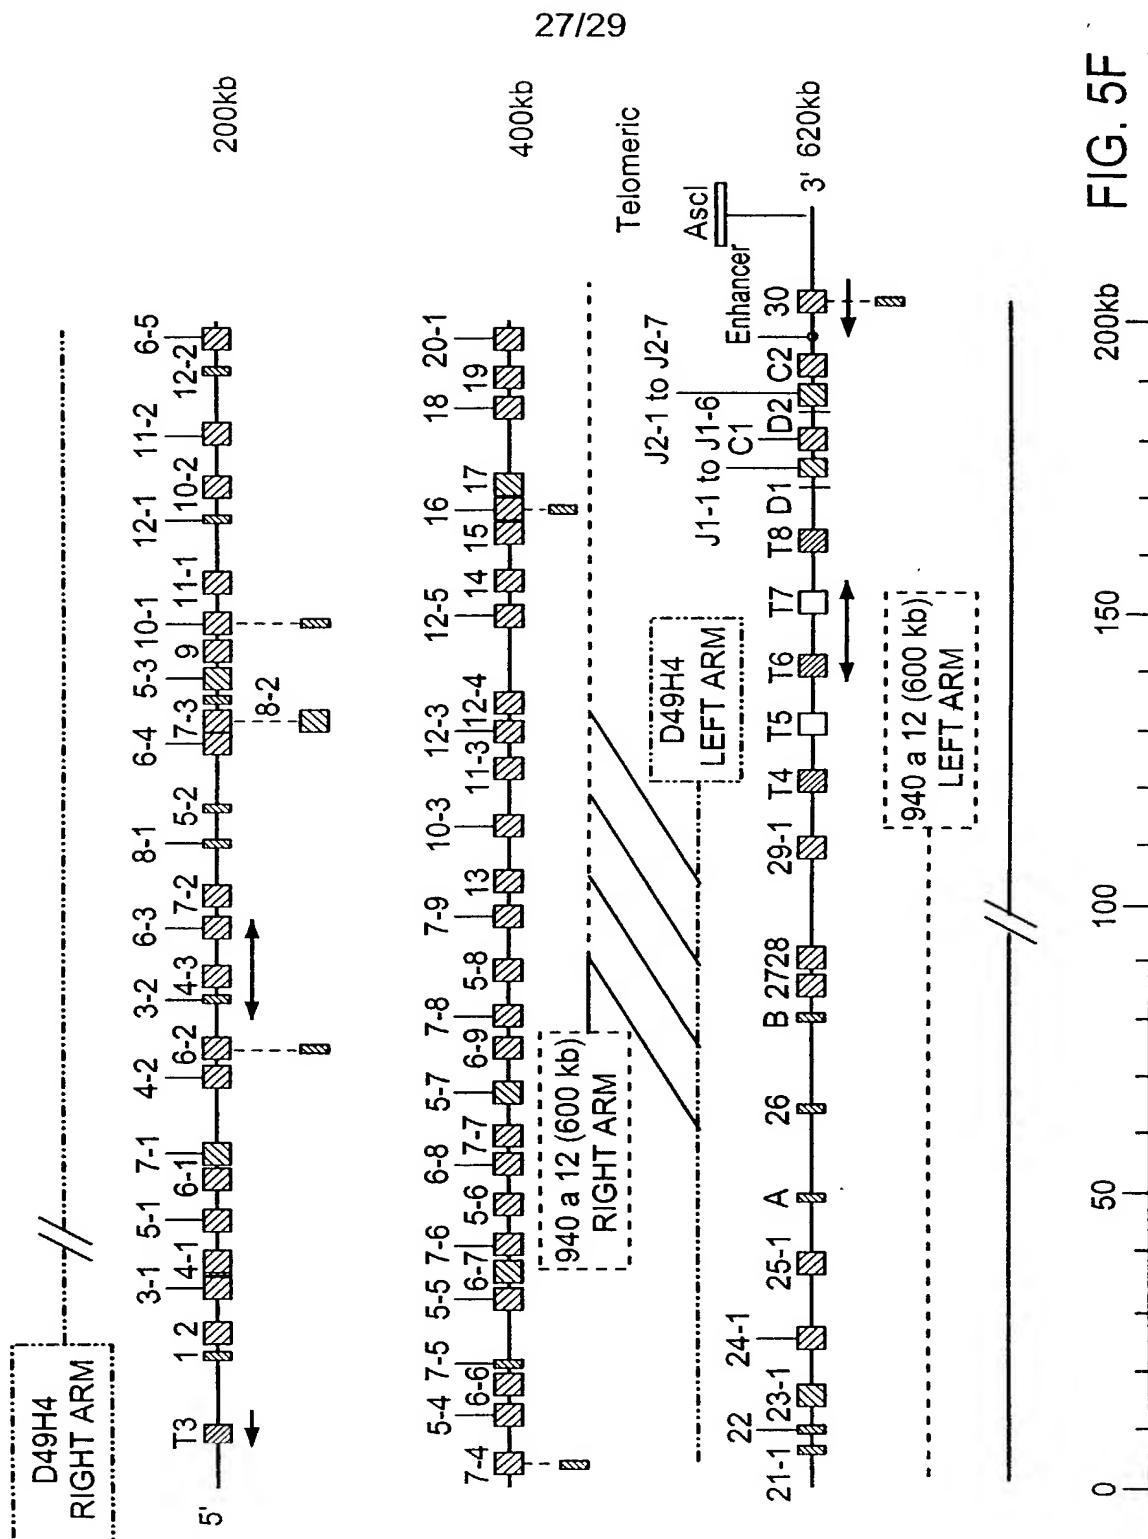 27/29
D49H4
RIGHT ARM
5'
T3
1
2
3-1
4-1
5-1
6-1
7-1
4-2
6-2
3-2
4-3
6-3
7-2
8-1
5-2
6-4
7-3
8-2
5-3
9
10-1
11-1
12-1
10-2
11-2
12-2
6-5
200kb
7-4
5-4
6-6
7-5
5-5
6-7
7-6
5-6
6-8
7-7
5-7
6-9
7-8
5-8
7-9
13
10-3
11-3
12-3
12-4
12-5
14
15
16
17
18
19
20-1
400kb
940 a 12 (600 kb)
RIGHT ARM
Telomeric
D49H4
LEFT ARM
21-1
22
23-1
24-1
25-1
A
26
B
27
28
29-1
T4
T5
T6
T7
T8
D1
J1-1 to J1-6
C1
D2
J2-1 to J2-7
C2
Enhancer
30
AscI
3'
620kb
940 a 12 (600 kb)
LEFT ARM
0
50
100
150
200kb
FIG. 5F